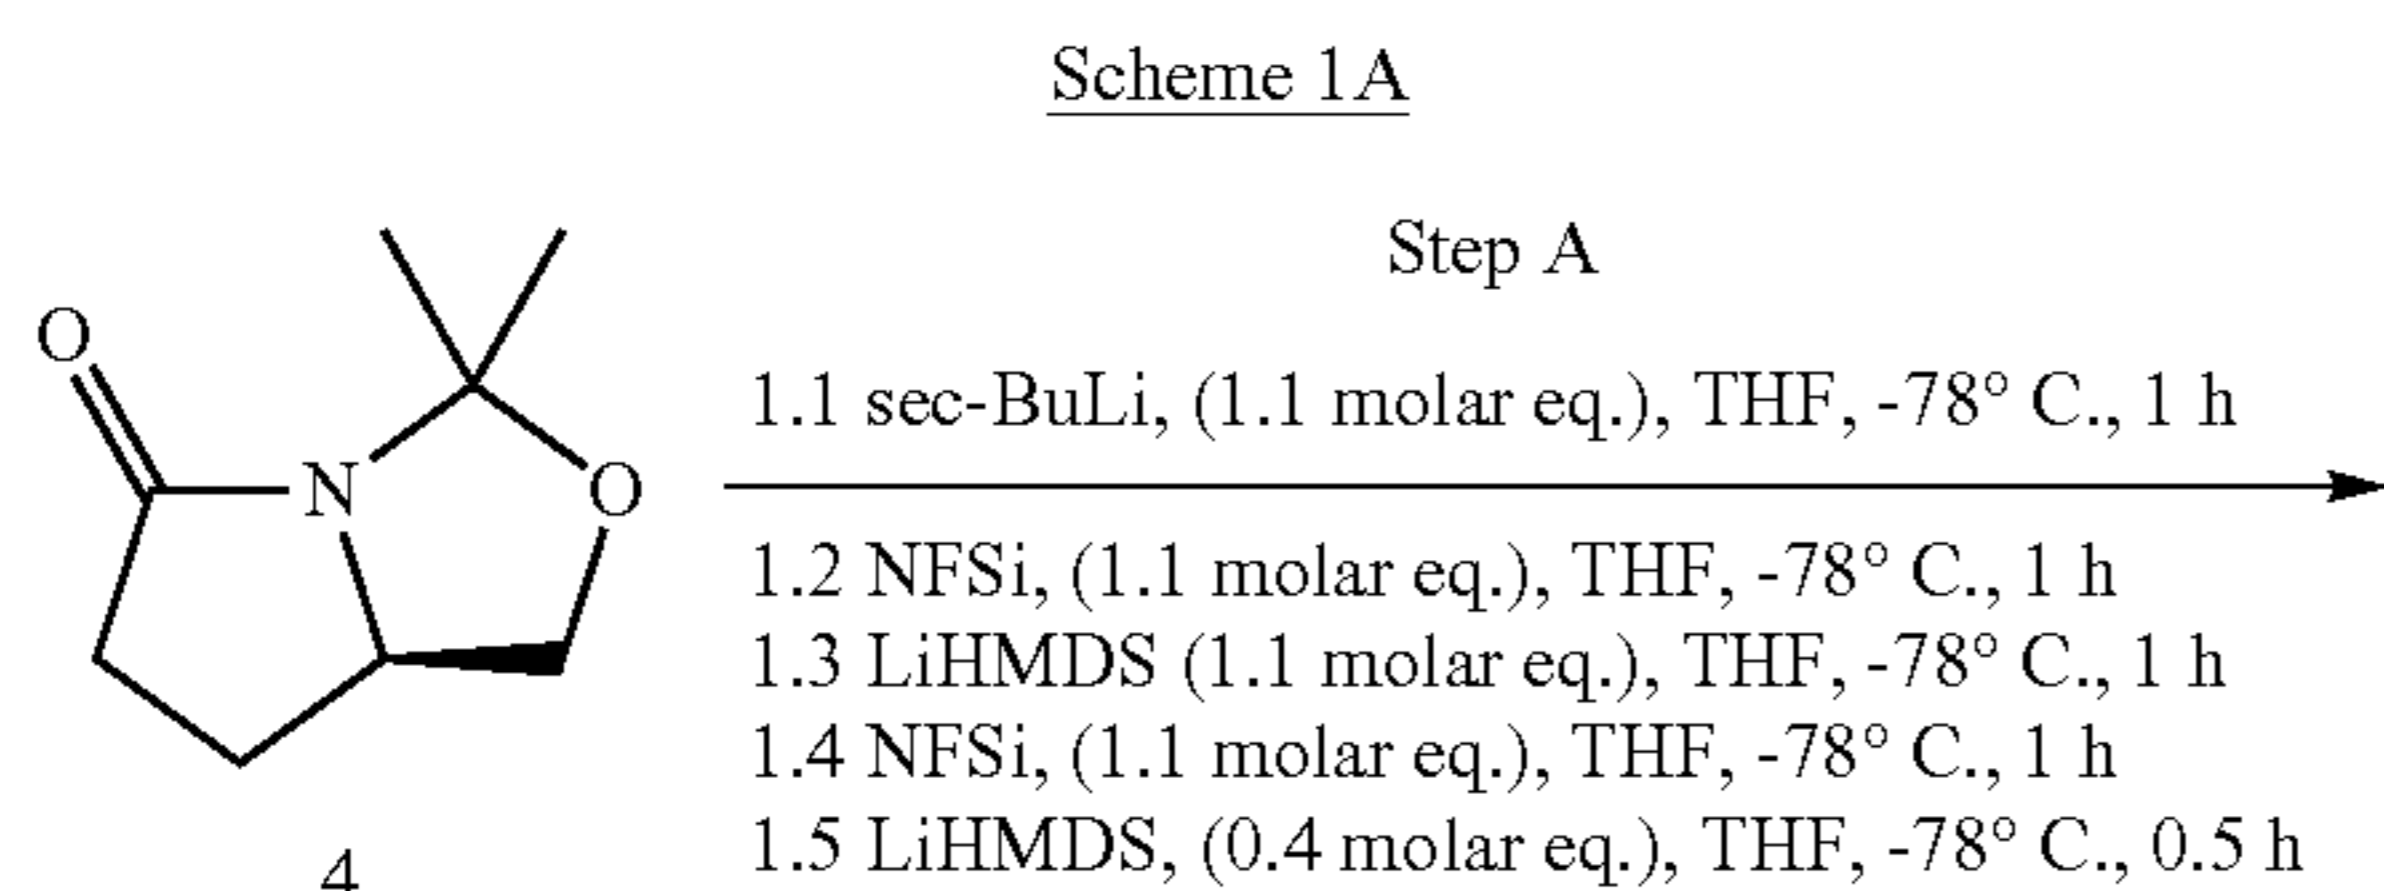 Scheme 1A
Step A
O
1.1 sec-BuLi, (1.1 molar eq.), THF, -78° C., 1 h
N
O
1.2 NFSi, (1.1 molar eq.), THF, -78° C., 1 h
1.3 LiHMDS (1.1 molar eq.), THF, -78° C., 1 h
1.4 NFSi, (1.1 molar eq.), THF, -78° C., 1 h
1.5 LiHMDS, (0.4 molar eq.), THF, -78° C., 0.5 h
4